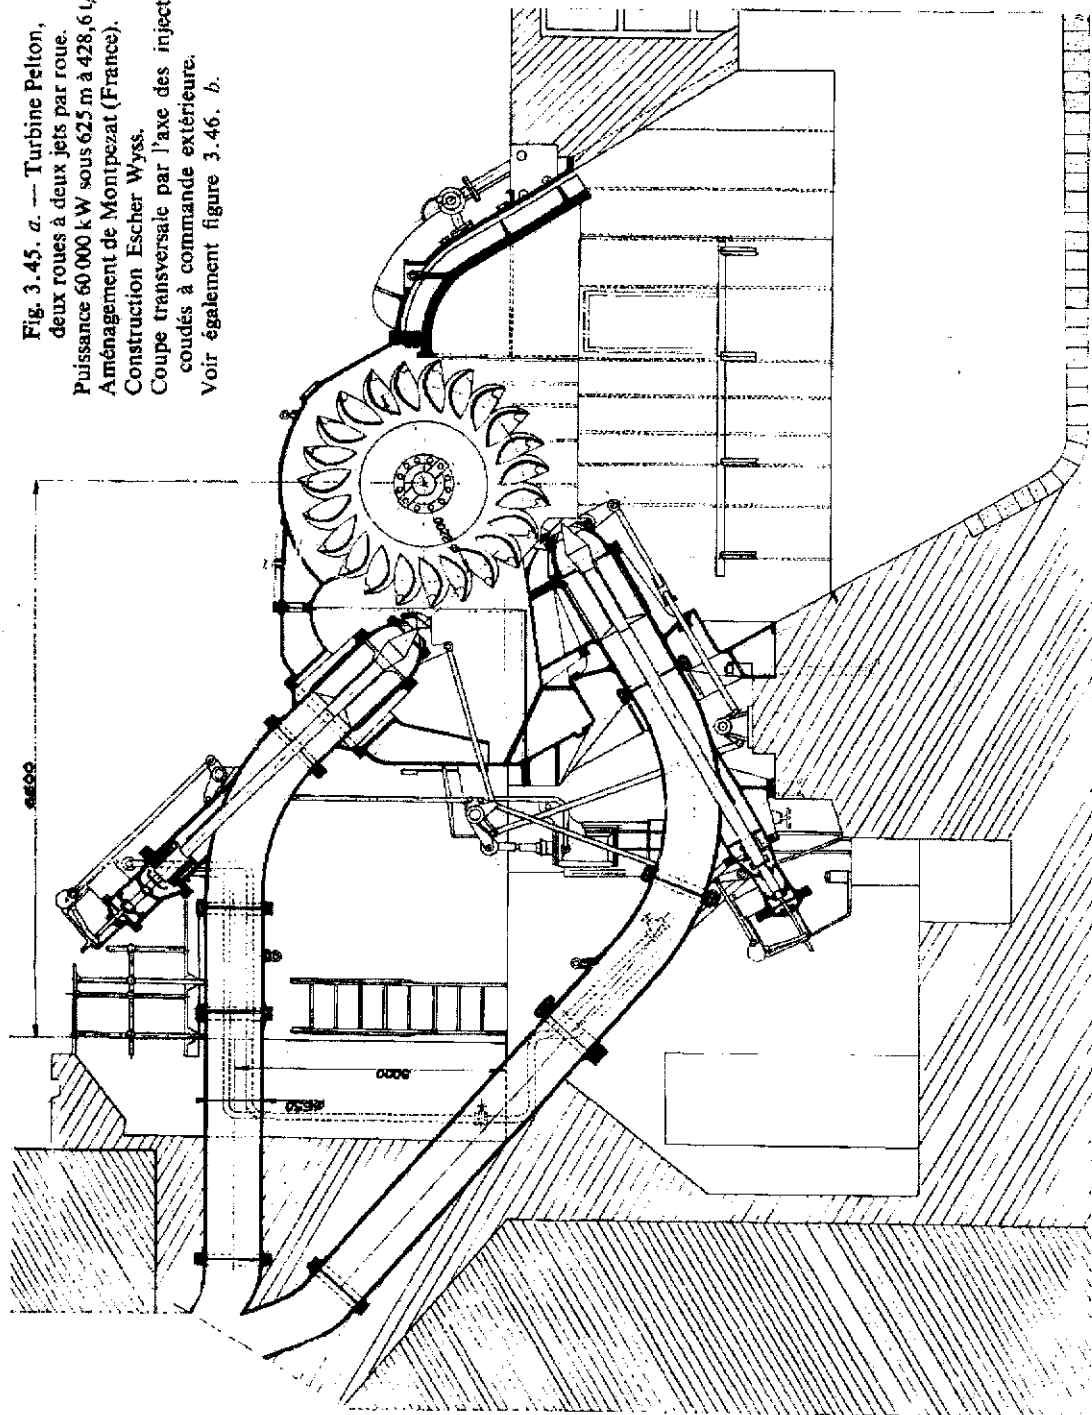 Fig. 3.45. a. — Turbine Pelton,
deux roues à deux jets par roue.
Puissance 60 000 kW sous 625 m à 428,6 t/
Aménagement de Montpezat (France).
Construction Escher Wyss.
Coupe transversale par l'axe des inject
coudés à commande extérieure.
Voir également figure 3.46. b.
5000